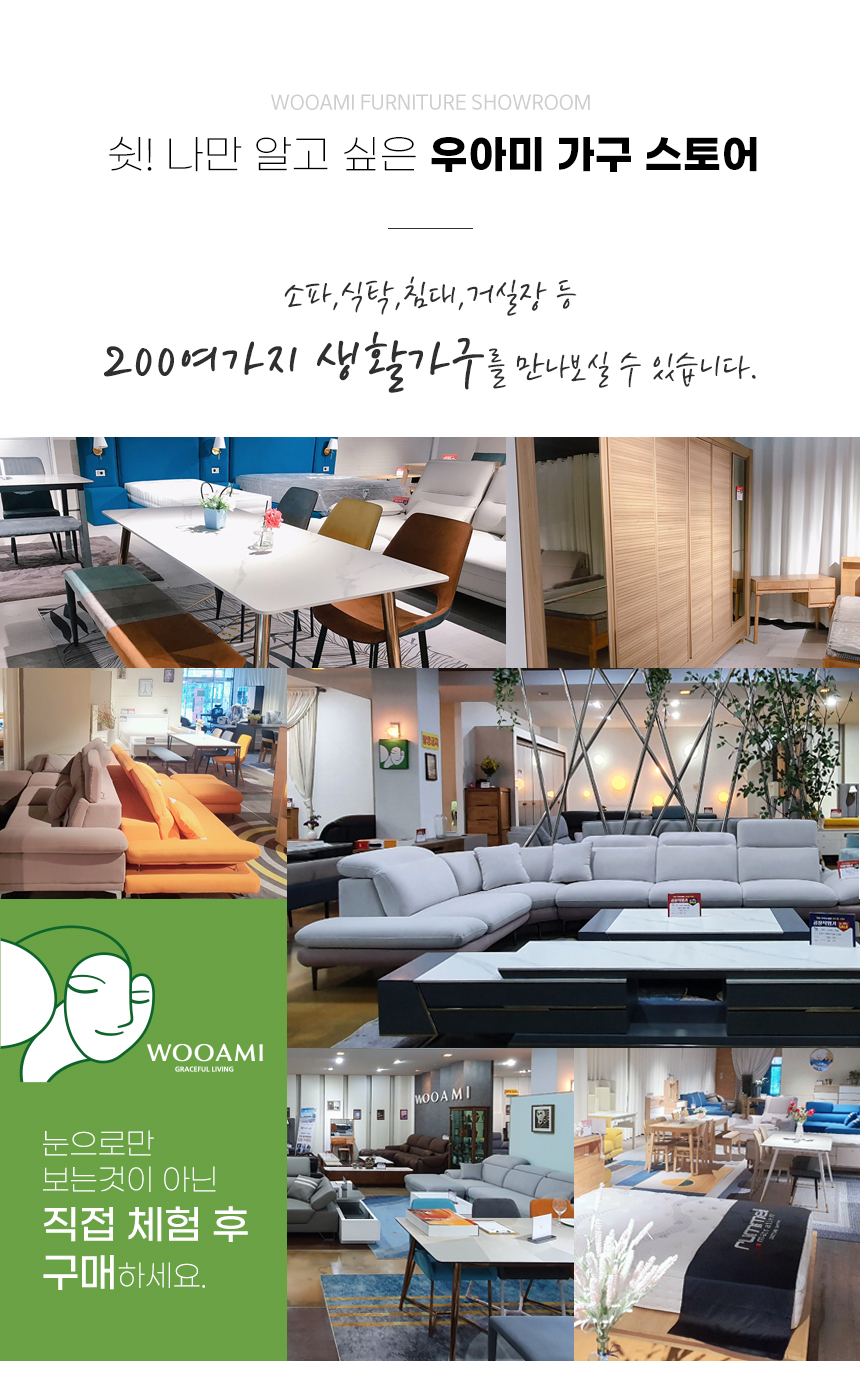 WOOAMI FURNITURE SHOWROOM
쉿! 나만 알고 싶은 우아미 가구 스토어
소파,식탁,침대,거실장 등
200여가지 생활가구를 만나보실 수 있습니다.
WOOAMI
GRACEFUL LIVING
눈으로만
보는것이 아닌
직접 체험 후
구매하세요.
WOOAMI
rummel